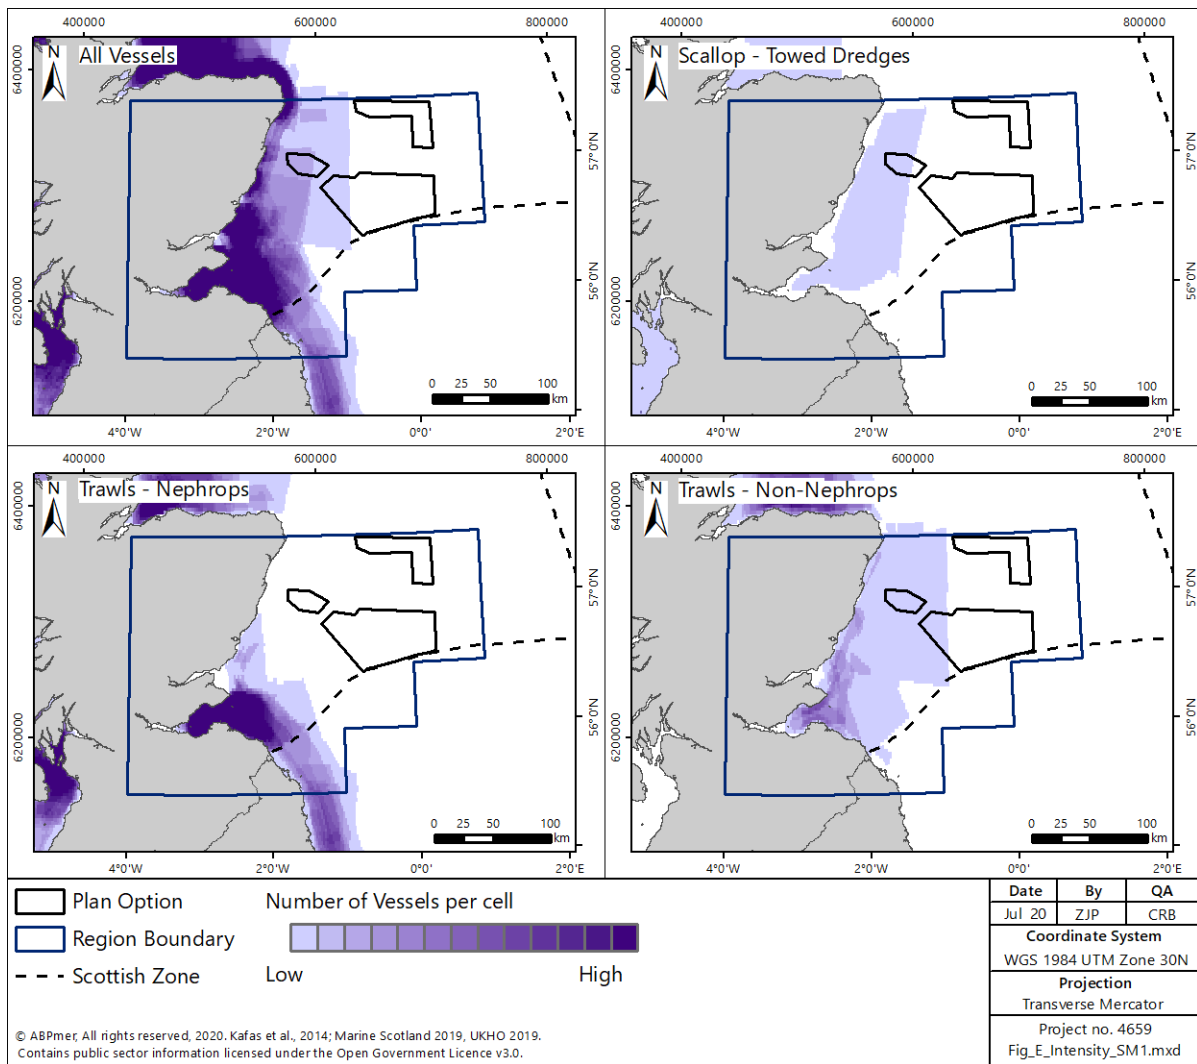 400000 600000 800000
400000 600000 800000
N All Vessels
N Scallop - Towed Dredges
6400000
6400000
57°0'N
57°0'N
56°0'N
56°0'N
6200000
6200000
0 25 50 100
km
0 25 50 100
km
4°0'W 2°0'W 0°0' 2°0'E
4°0'W 2°0'W 0°0' 2°0'E
400000 600000 800000
400000 600000 800000
N Trawls - Nephrops
N Trawls - Non-Nephrops
6400000
6400000
57°0'N
57°0'N
56°0'N
56°0'N
6200000
6200000
0 25 50 100
km
0 25 50 100
km
4°0'W 2°0'W 0°0' 2°0'E
4°0'W 2°0'W 0°0' 2°0'E
Plan Option
Region Boundary
Scottish Zone
Number of Vessels per cell
Low High
Date By QA
Jul 20 ZJP CRB
Coordinate System
WGS 1984 UTM Zone 30N
Projection
Transverse Mercator
Project no. 4659
Fig_E_Intensity_SM1.mxd
© ABPmer, All rights reserved, 2020. Kafas et al., 2014; Marine Scotland 2019, UKHO 2019.
Contains public sector information licensed under the Open Government Licence v3.0.